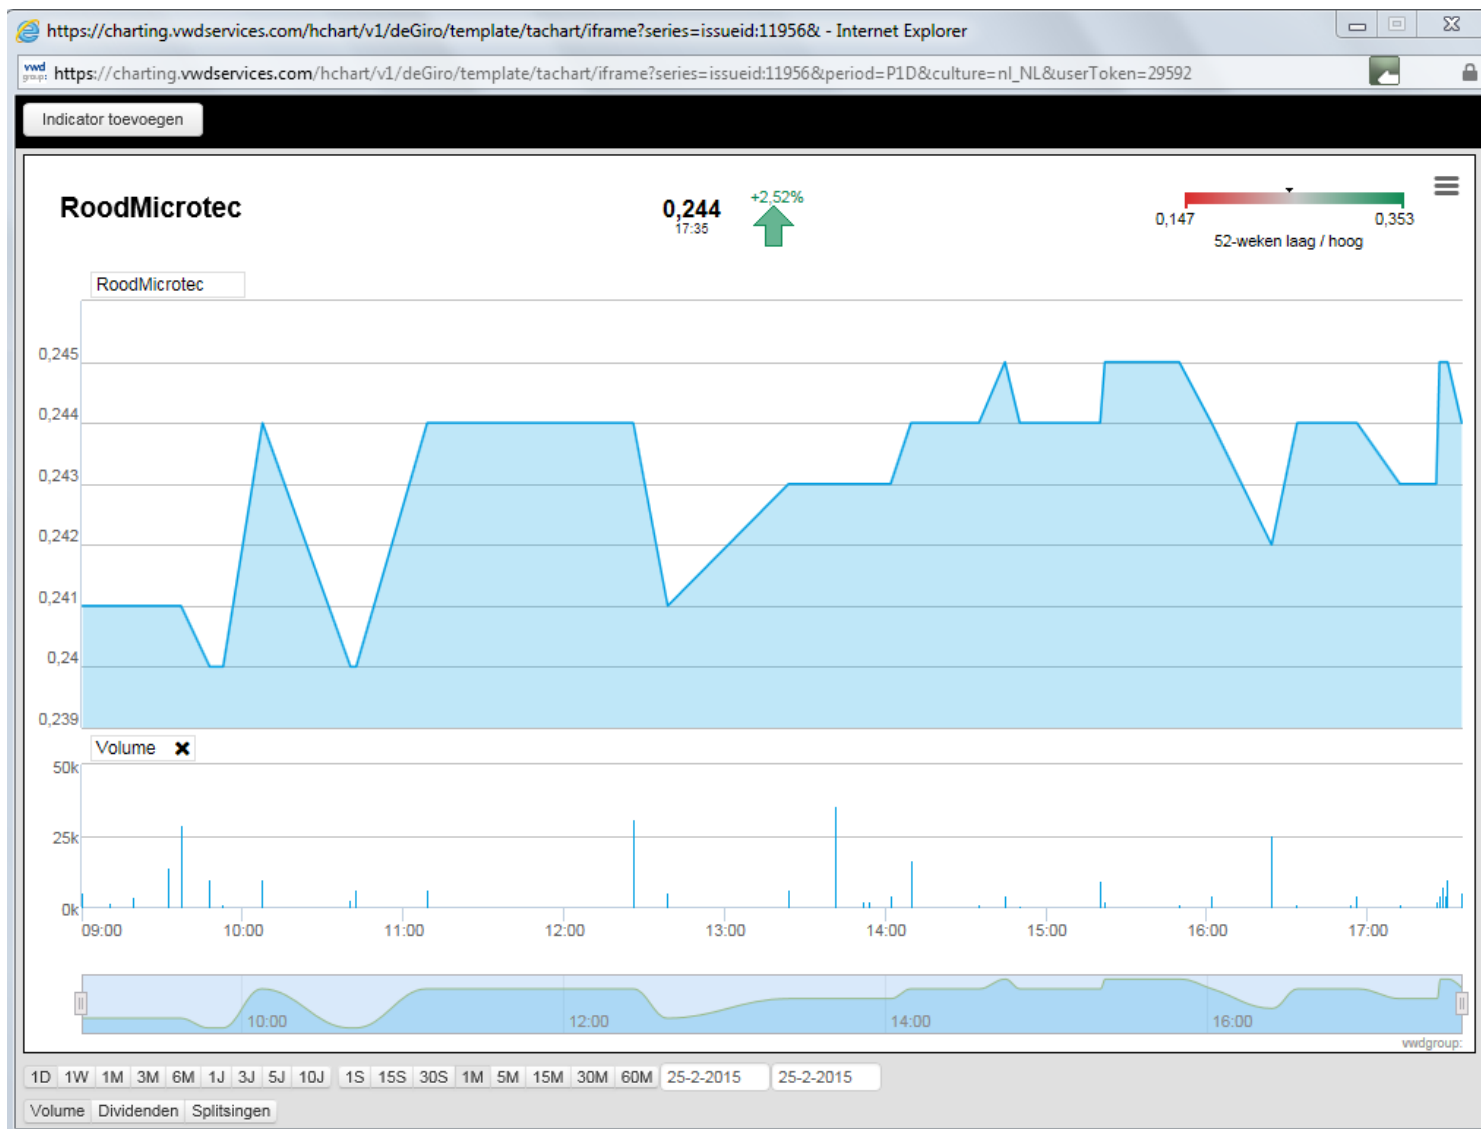 https://charting.vwdservices.com/hchart/v1/deGiro/template/tachart/iframe?series=issueid:11956& - Internet Explorer
vwd group: https://charting.vwdservices.com/hchart/v1/deGiro/template/tachart/iframe?series=issueid:11956&period=P1D&culture=nl_NL&userToken=29592
Indicator toevoegen
RoodMicrotec
0,244
17:35
+2,52%
0,147
0,353
52-weken laag / hoog
RoodMicrotec
0,245
0,244
0,243
0,242
0,241
0,24
0,239
Volume
50k
25k
0k
09:00 10:00 11:00 12:00 13:00 14:00 15:00 16:00 17:00
10:00 12:00 14:00 16:00
vwdgroup:
1D 1W 1M 3M 6M 1J 3J 5J 10J 1S 15S 30S 1M 5M 15M 30M 60M 25-2-2015 25-2-2015
Volume Dividenden Splitsingen